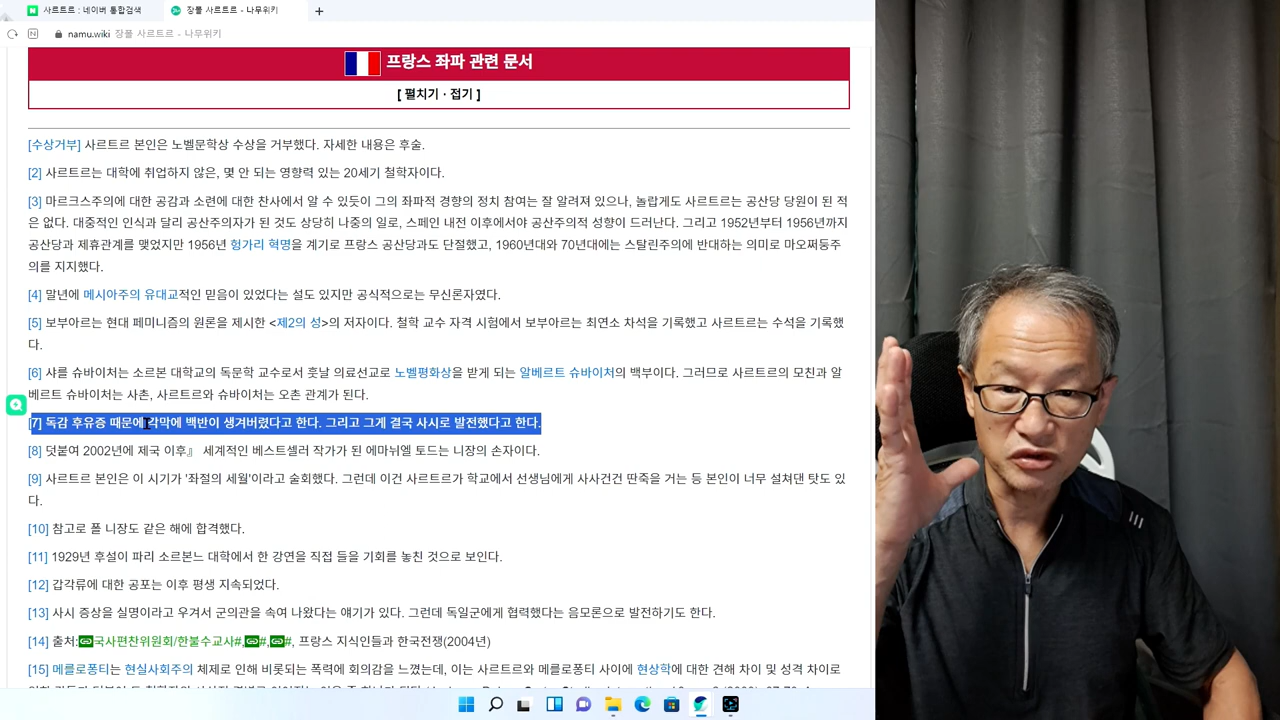 사르트르 : 네이버 통합검색
장폴 사르트르 - 나무위키
namu.wiki 장폴 사르트르 - 나무위키
프랑스 좌파 관련 문서
[ 펼치기 · 접기 ]
[수상거부] 사르트르 본인은 노벨문학상 수상을 거부했다. 자세한 내용은 후술.
[2] 사르트르는 대학에 취업하지 않은, 몇 안 되는 영향력 있는 20세기 철학자이다.
[3] 마르크스주의에 대한 공감과 소련에 대한 찬사에서 알 수 있듯이 그의 좌파적 경향의 정치 참여는 잘 알려져 있으나, 놀랍게도 사르트르는 공산당 당원이 된 적
은 없다. 대중적인 인식과 달리 공산주의자가 된 것도 상당히 나중의 일로, 스페인 내전 이후에서야 공산주의적 성향이 드러난다. 그리고 1952년부터 1956년까지
공산당과 제휴관계를 맺었지만 1956년 헝가리 혁명을 계기로 프랑스 공산당과도 단절했고, 1960년대와 70년대에는 스탈린주의에 반대하는 의미로 마오쩌둥주
의를 지지했다.
[4] 말년에 메시아주의 유대교적인 믿음이 있었다는 설도 있지만 공식적으로는 무신론자였다.
[5] 보부아르는 현대 페미니즘의 원론을 제시한 <제2의 성>의 저자이다. 철학 교수 자격 시험에서 보부아르는 최연소 차석을 기록했고 사르트르는 수석을 기록했
다.
[6] 샤를 슈바이처는 소르본 대학교의 독문학 교수로서 훗날 의료선교로 노벨평화상을 받게 되는 알베르트 슈바이처의 백부이다. 그러므로 사르트르의 모친과 알
베르트 슈바이처는 사촌, 사르트르와 슈바이처는 오촌 관계가 된다.
[7] 독감 후유증 때문에 각막에 백반이 생겨버렸다고 한다. 그리고 그게 결국 사시로 발전했다고 한다.
[8] 덧붙여 2002년에 제국 이후』 세계적인 베스트셀러 작가가 된 에마뉘엘 토드는 니장의 손자이다.
[9] 사르트르 본인은 이 시기가 '좌절의 세월'이라고 술회했다. 그런데 이건 사르트르가 학교에서 선생님에게 사사건건 딴죽을 거는 등 본인이 너무 설쳐댄 탓도 있
다.
[10] 참고로 폴 니장도 같은 해에 합격했다.
[11] 1929년 후설이 파리 소르본느 대학에서 한 강연을 직접 들을 기회를 놓친 것으로 보인다.
[12] 갑각류에 대한 공포는 이후 평생 지속되었다.
[13] 사시 증상을 실명이라고 우겨서 군의관을 속여 나왔다는 얘기가 있다. 그런데 독일군에게 협력했다는 음모론으로 발전하기도 한다.
[14] 출처:국사편찬위원회/한불수교사#,#,#, 프랑스 지식인들과 한국전쟁(2004년)
[15] 메를로퐁티는 현실사회주의 체제로 인해 비롯되는 폭력에 회의감을 느꼈는데, 이는 사르트르와 메를로퐁티 사이에 현상학에 대한 견해 차이 및 성격 차이로